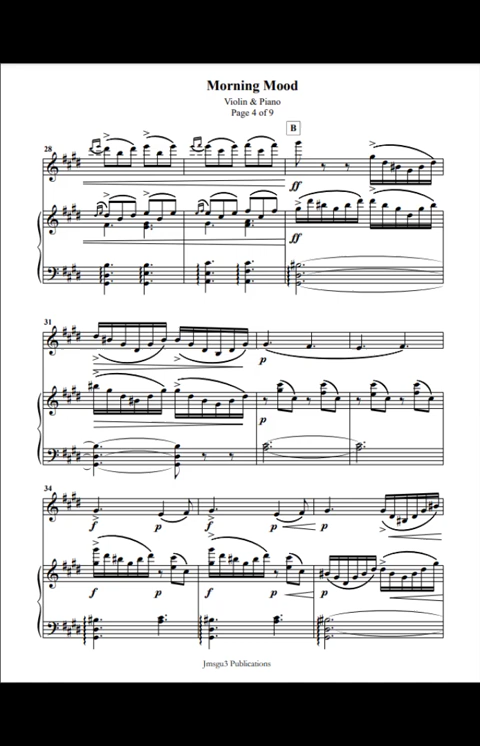 Morning Mood
Violin & Piano
Page 4 of 9
B
28
ff
ff
31
p
p
34
f p f p
f p f p
Jmsgu3 Publications